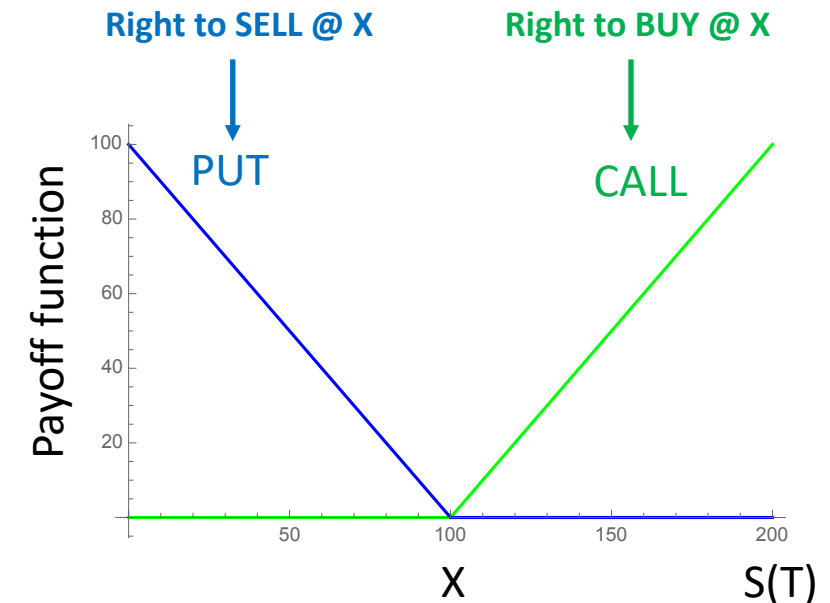 Right to SELL @ X
Right to BUY @ X
PUT
CALL
Payoff function
100
80
60
40
20
50
100
150
200
X
S(T)